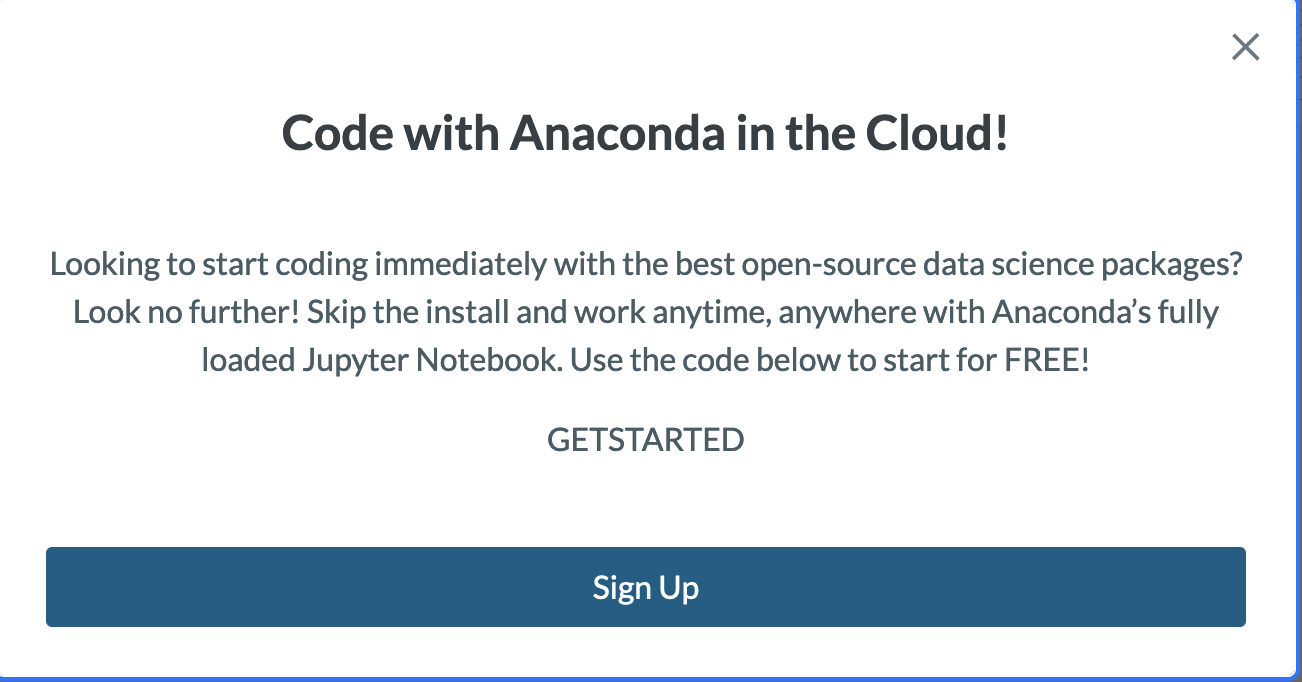 Code with Anaconda in the Cloud!
Looking to start coding immediately with the best open-source data science packages?
Look no further! Skip the install and work anytime, anywhere with Anaconda’s fully
loaded Jupyter Notebook. Use the code below to start for FREE!
GETSTARTED
Sign Up